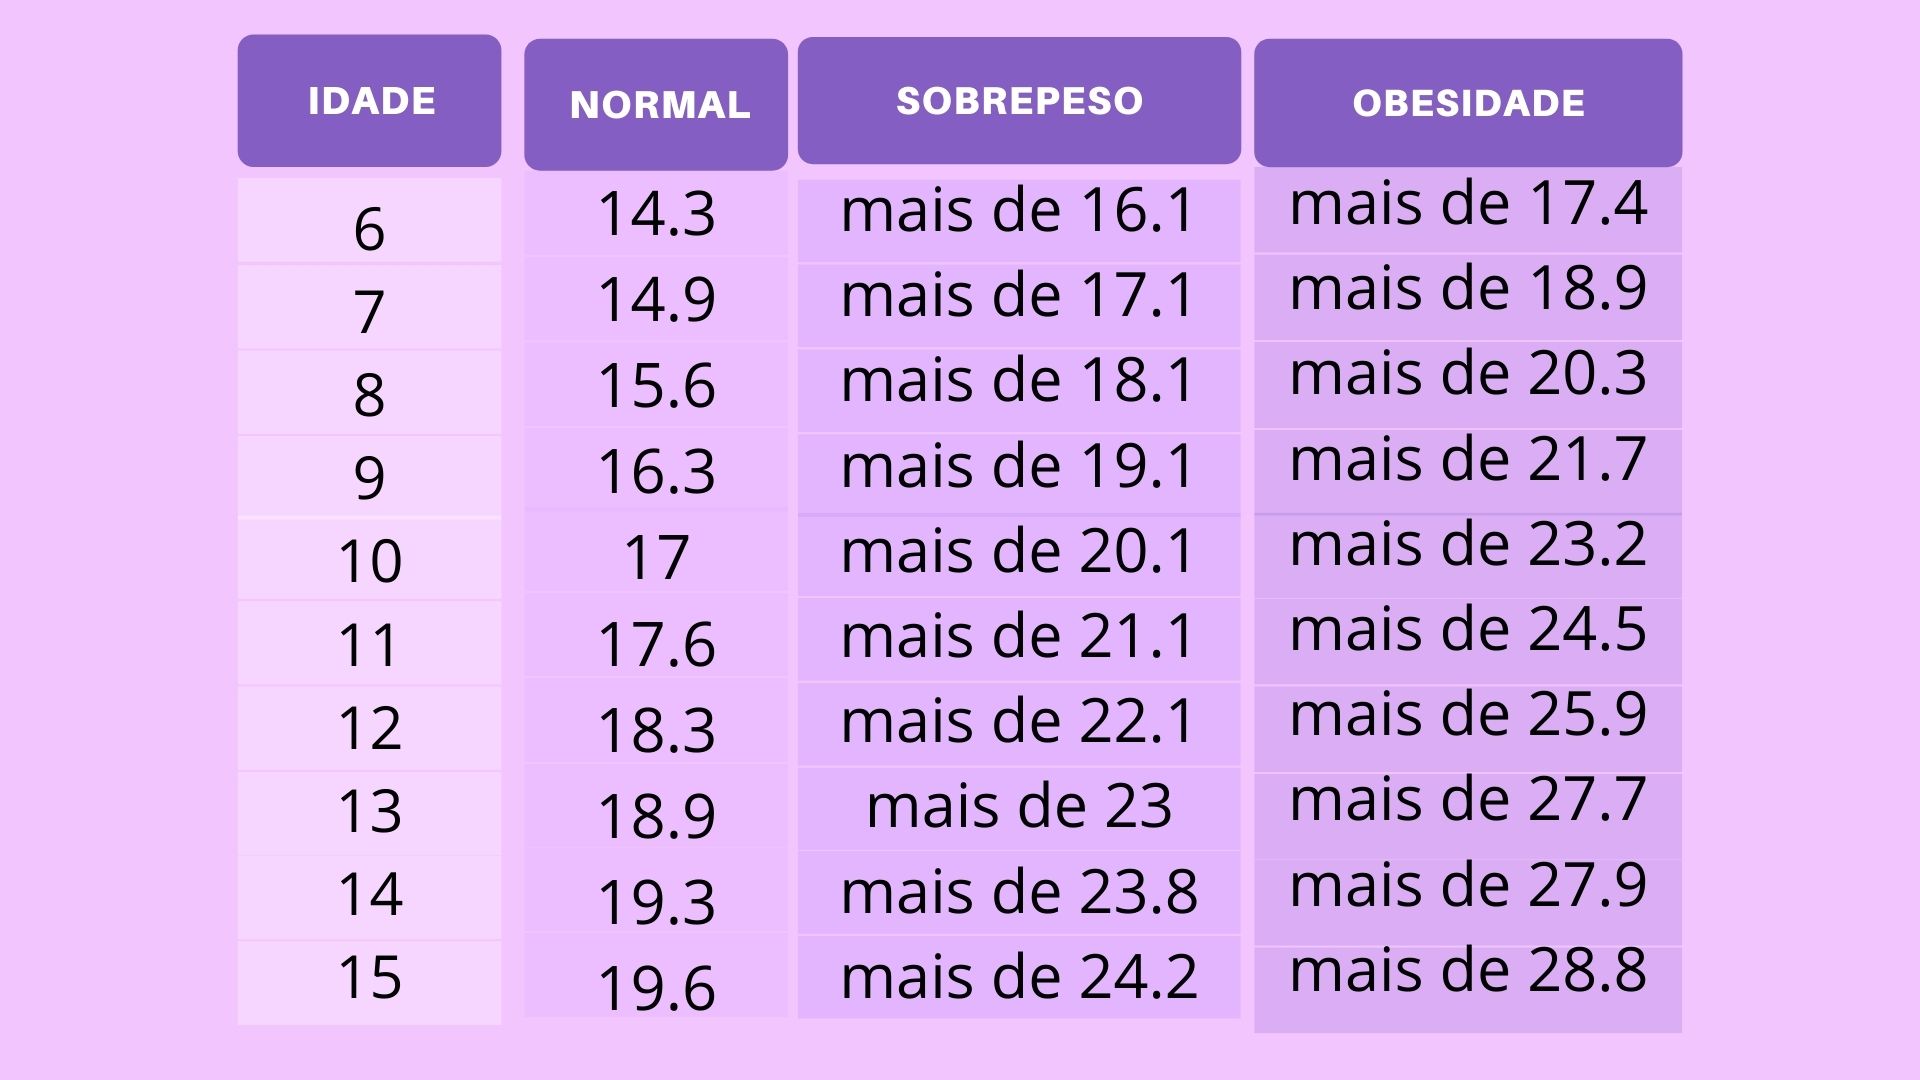 IDADE NORMAL SOBREPESO OBESIDADE
6 14.3 mais de 16.1 mais de 17.4
7 14.9 mais de 17.1 mais de 18.9
8 15.6 mais de 18.1 mais de 20.3
9 16.3 mais de 19.1 mais de 21.7
10 17 mais de 20.1 mais de 23.2
11 17.6 mais de 21.1 mais de 24.5
12 18.3 mais de 22.1 mais de 25.9
13 18.9 mais de 23 mais de 27.7
14 19.3 mais de 23.8 mais de 27.9
15 19.6 mais de 24.2 mais de 28.8